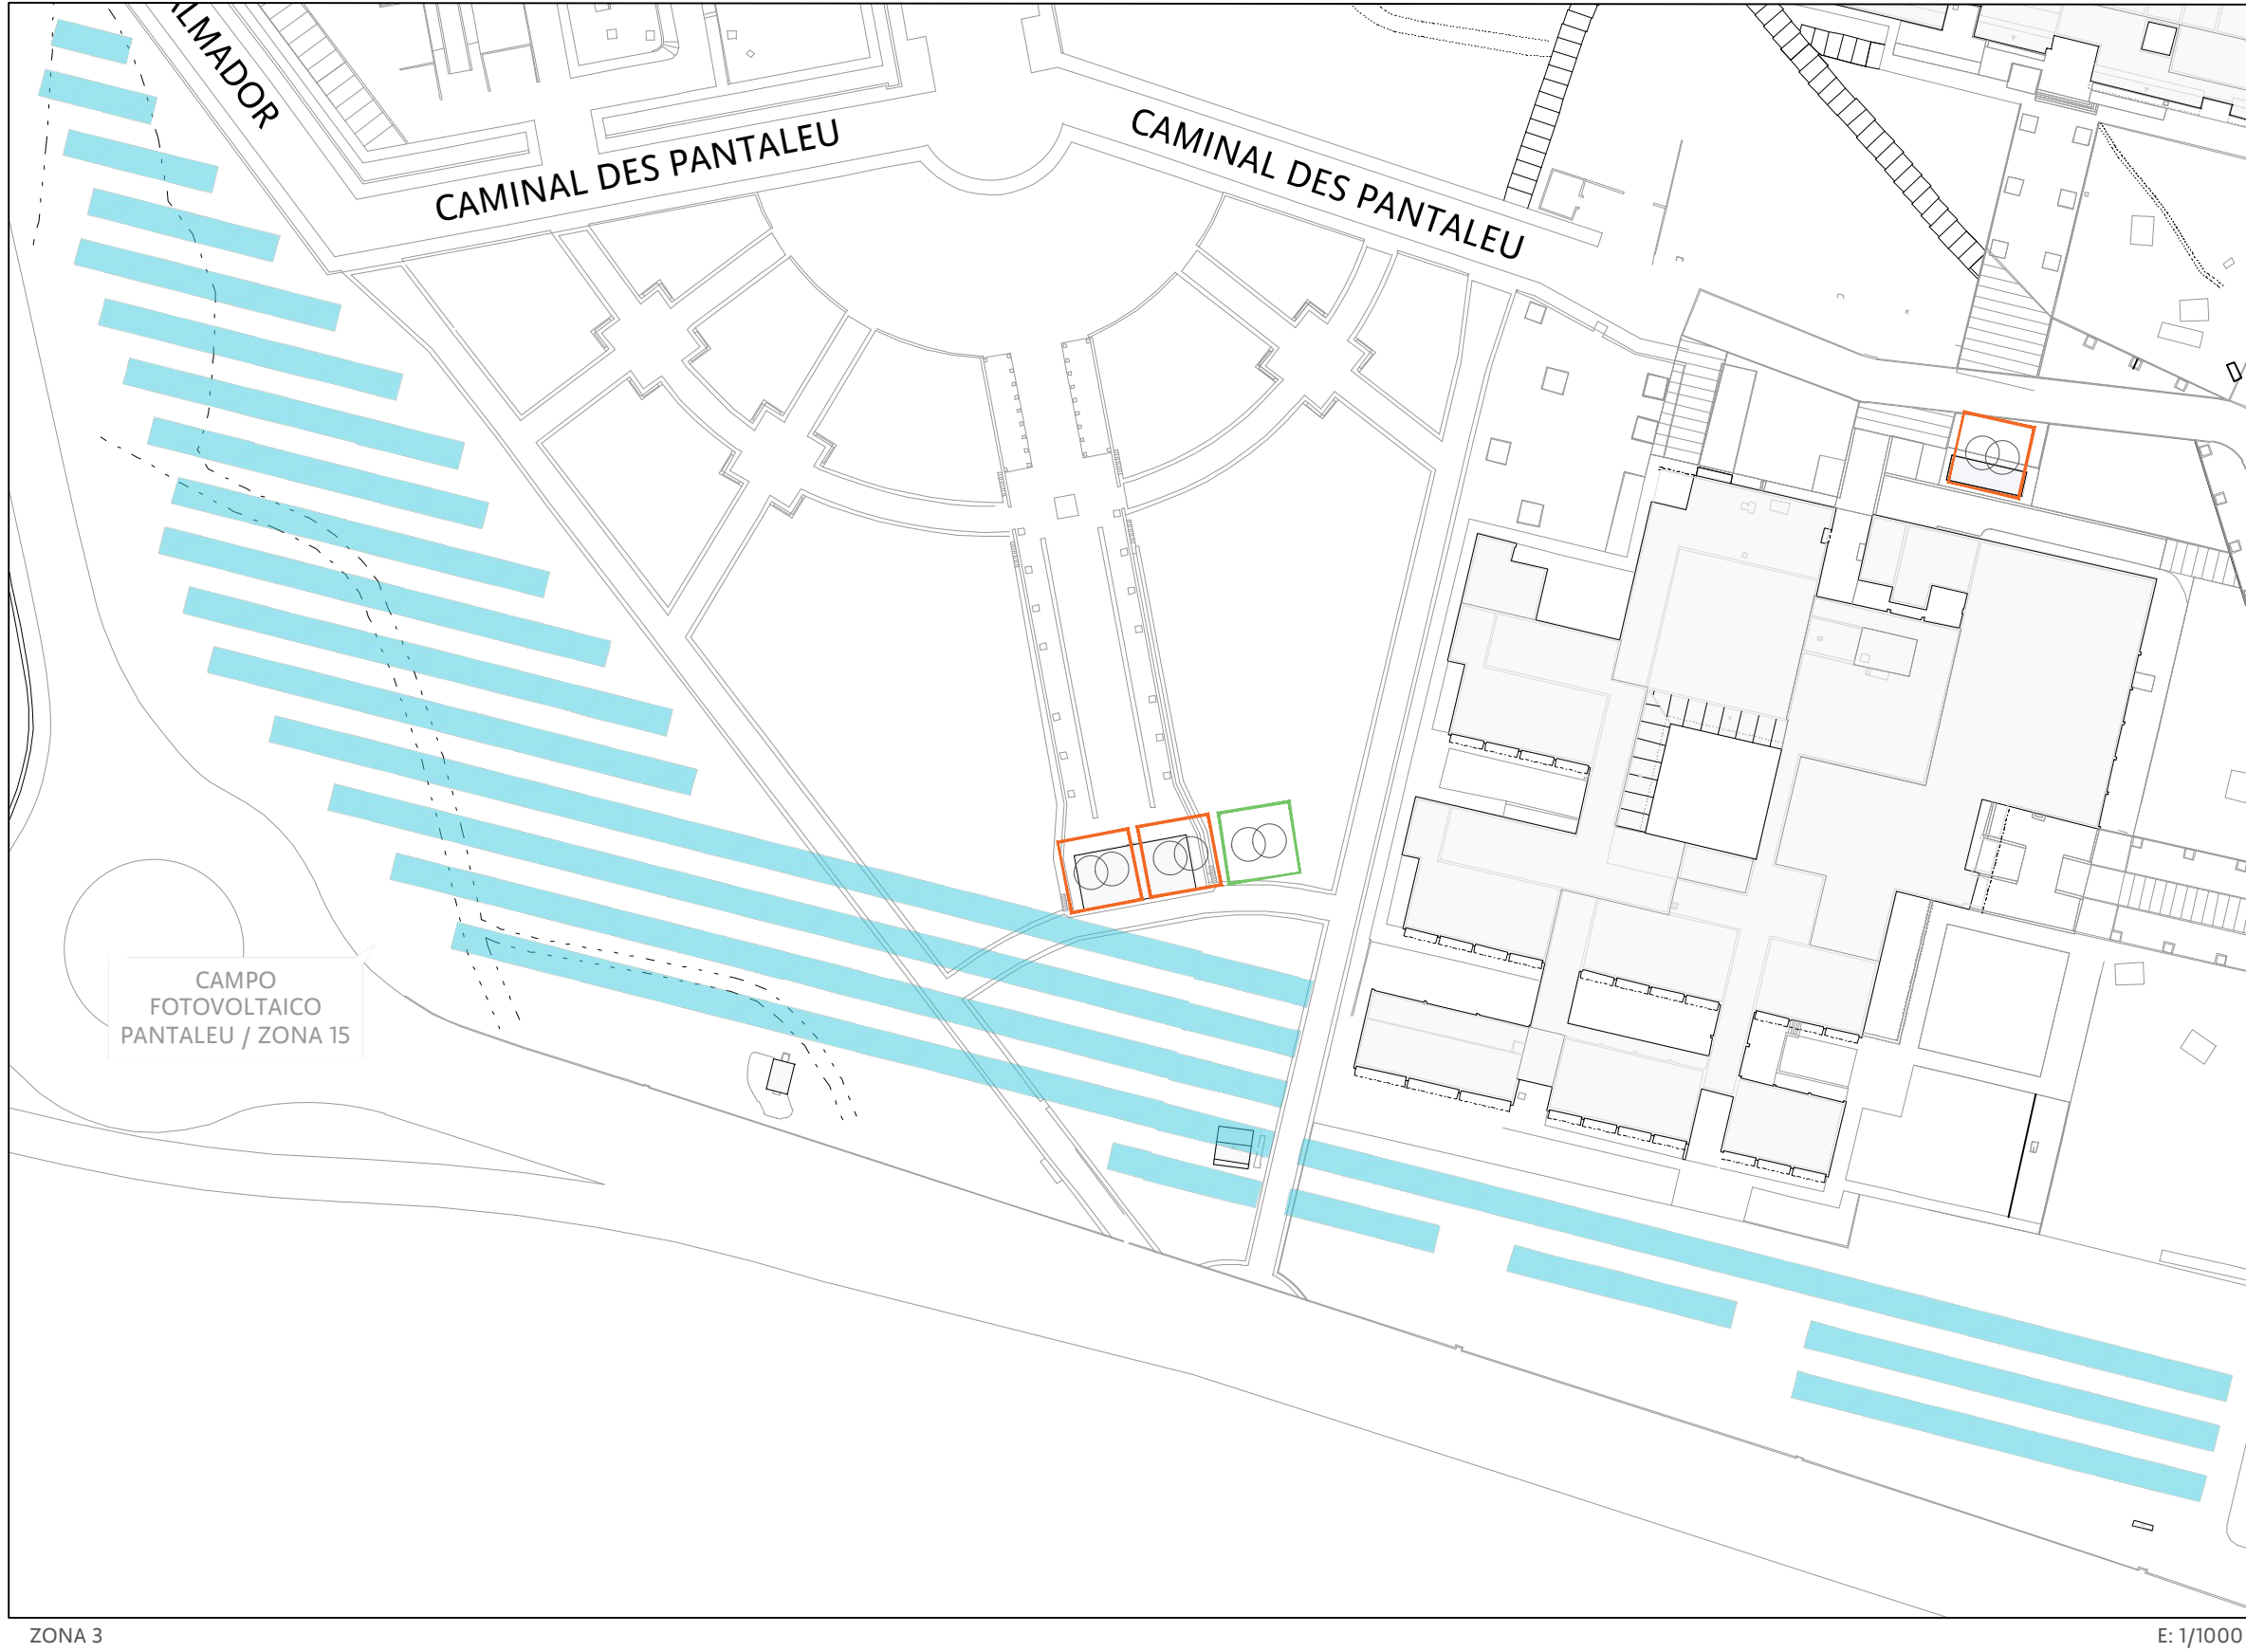 ALMADOR
CAMINAL DES PANTALEU
CAMINAL DES PANTALEU
CAMPO
FOTOVOLTAICO
PANTALEU / ZONA 15
ZONA 3
E: 1/1000